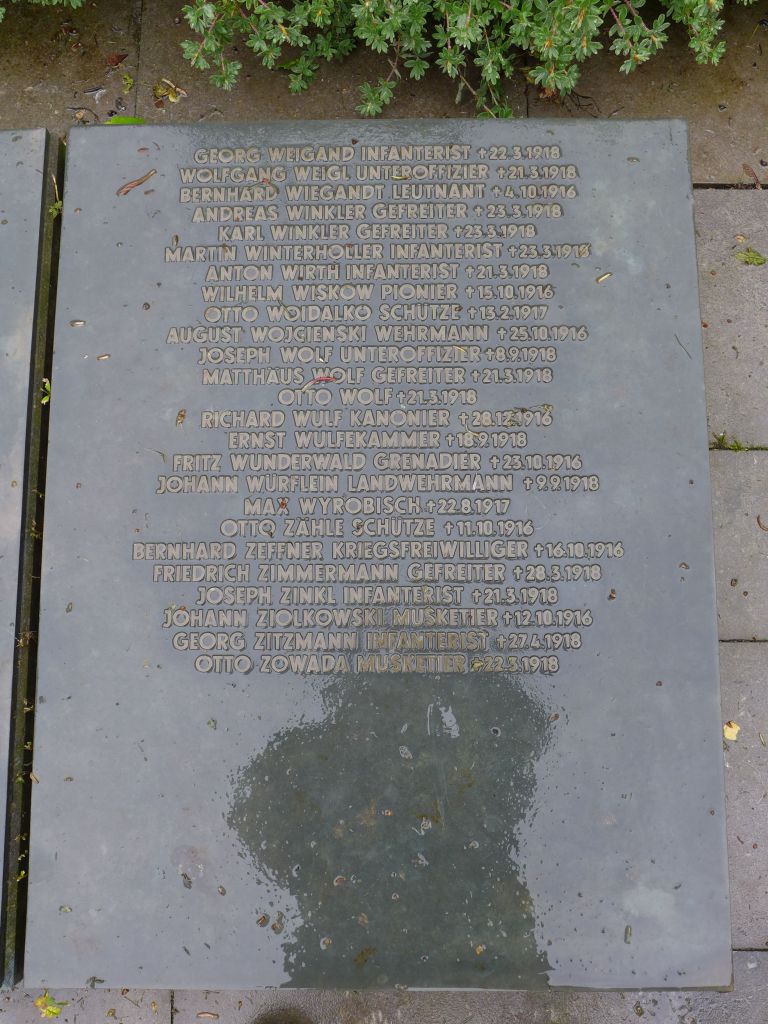 GEORG WEIGAND INFANTERIST ✝22.3.1918
WOLFGANG WEIGL UNTEROFFIZIER ✝21.3.1918
BERNHARD WIEGANDT LEUTNANT ✝4.10.1916
ANDREAS WINKLER GEFREITER ✝23.3.1918
KARL WINKLER GEFREITER ✝23.3.1918
MARTIN WINTERHOLLER INFANTERIST ✝23.3.1918
ANTON WIRTH INFANTERIST ✝21.3.1918
WILHELM WISKOW PIONIER ✝15.10.1916
OTTO WOIDALKO SCHÜTZE ✝13.2.1917
AUGUST WOJCIENSKI WEHRMANN ✝25.10.1916
JOSEPH WOLF UNTEROFFIZIER ✝8.9.1918
MATTHÄUS WOLF GEFREITER ✝21.3.1918
OTTO WOLF ✝21.3.1918
RICHARD WULF KANONIER ✝28.12.1916
ERNST WULFEKAMMER ✝18.9.1918
FRITZ WUNDERWALD GRENADIER ✝23.10.1916
JOHANN WÜRFLEIN LANDWEHRMANN ✝9.9.1918
MAX WYROBISCH ✝22.8.1917
OTTO ZÄHLE SCHÜTZE ✝11.10.1916
BERNHARD ZEFFNER KRIEGSFREIWILLIGER ✝16.10.1916
FRIEDRICH ZIMMERMANN GEFREITER ✝28.3.1918
JOSEPH ZINKL INFANTERIST ✝21.3.1918
JOHANN ZIOLKOWSKI MUSKETIER ✝12.10.1916
GEORG ZITZMANN INFANTERIST ✝27.4.1918
OTTO ZOWADA MUSKETIER ✝22.3.1918